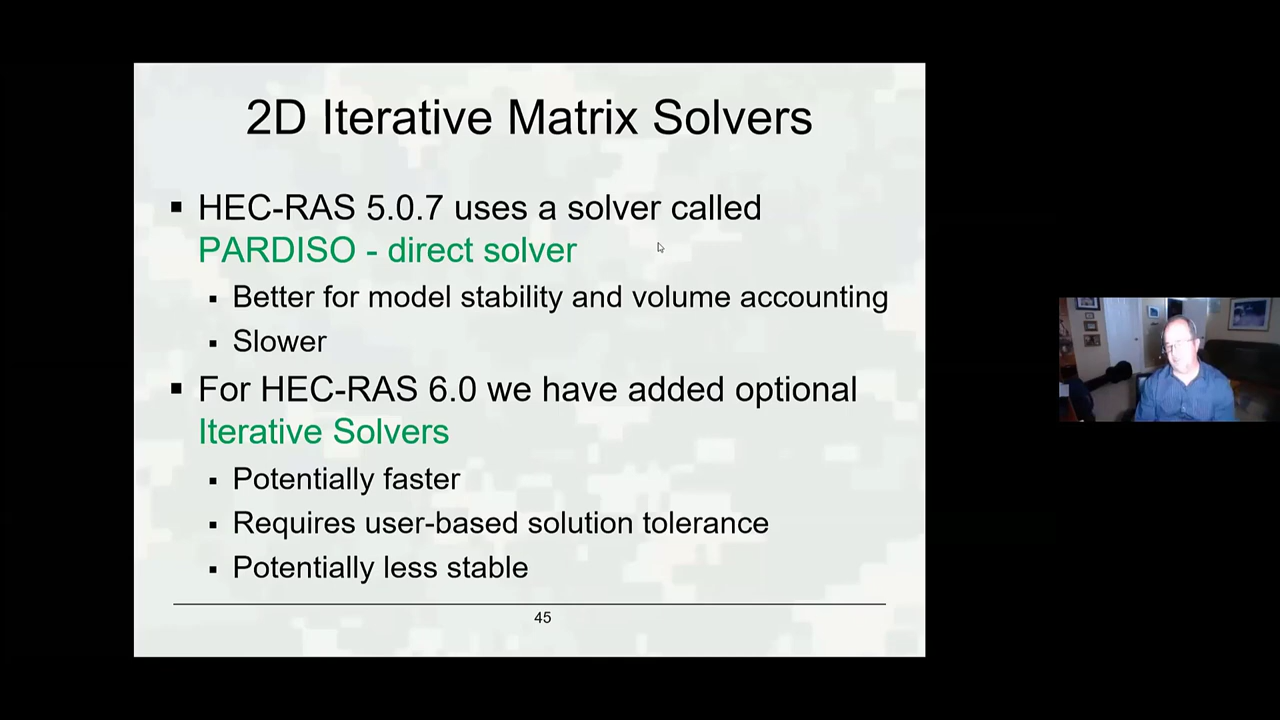 2D Iterative Matrix Solvers
▪ HEC-RAS 5.0.7 uses a solver called
PARDISO - direct solver
▪ Better for model stability and volume accounting
▪ Slower
▪ For HEC-RAS 6.0 we have added optional
Iterative Solvers
▪ Potentially faster
▪ Requires user-based solution tolerance
▪ Potentially less stable
45